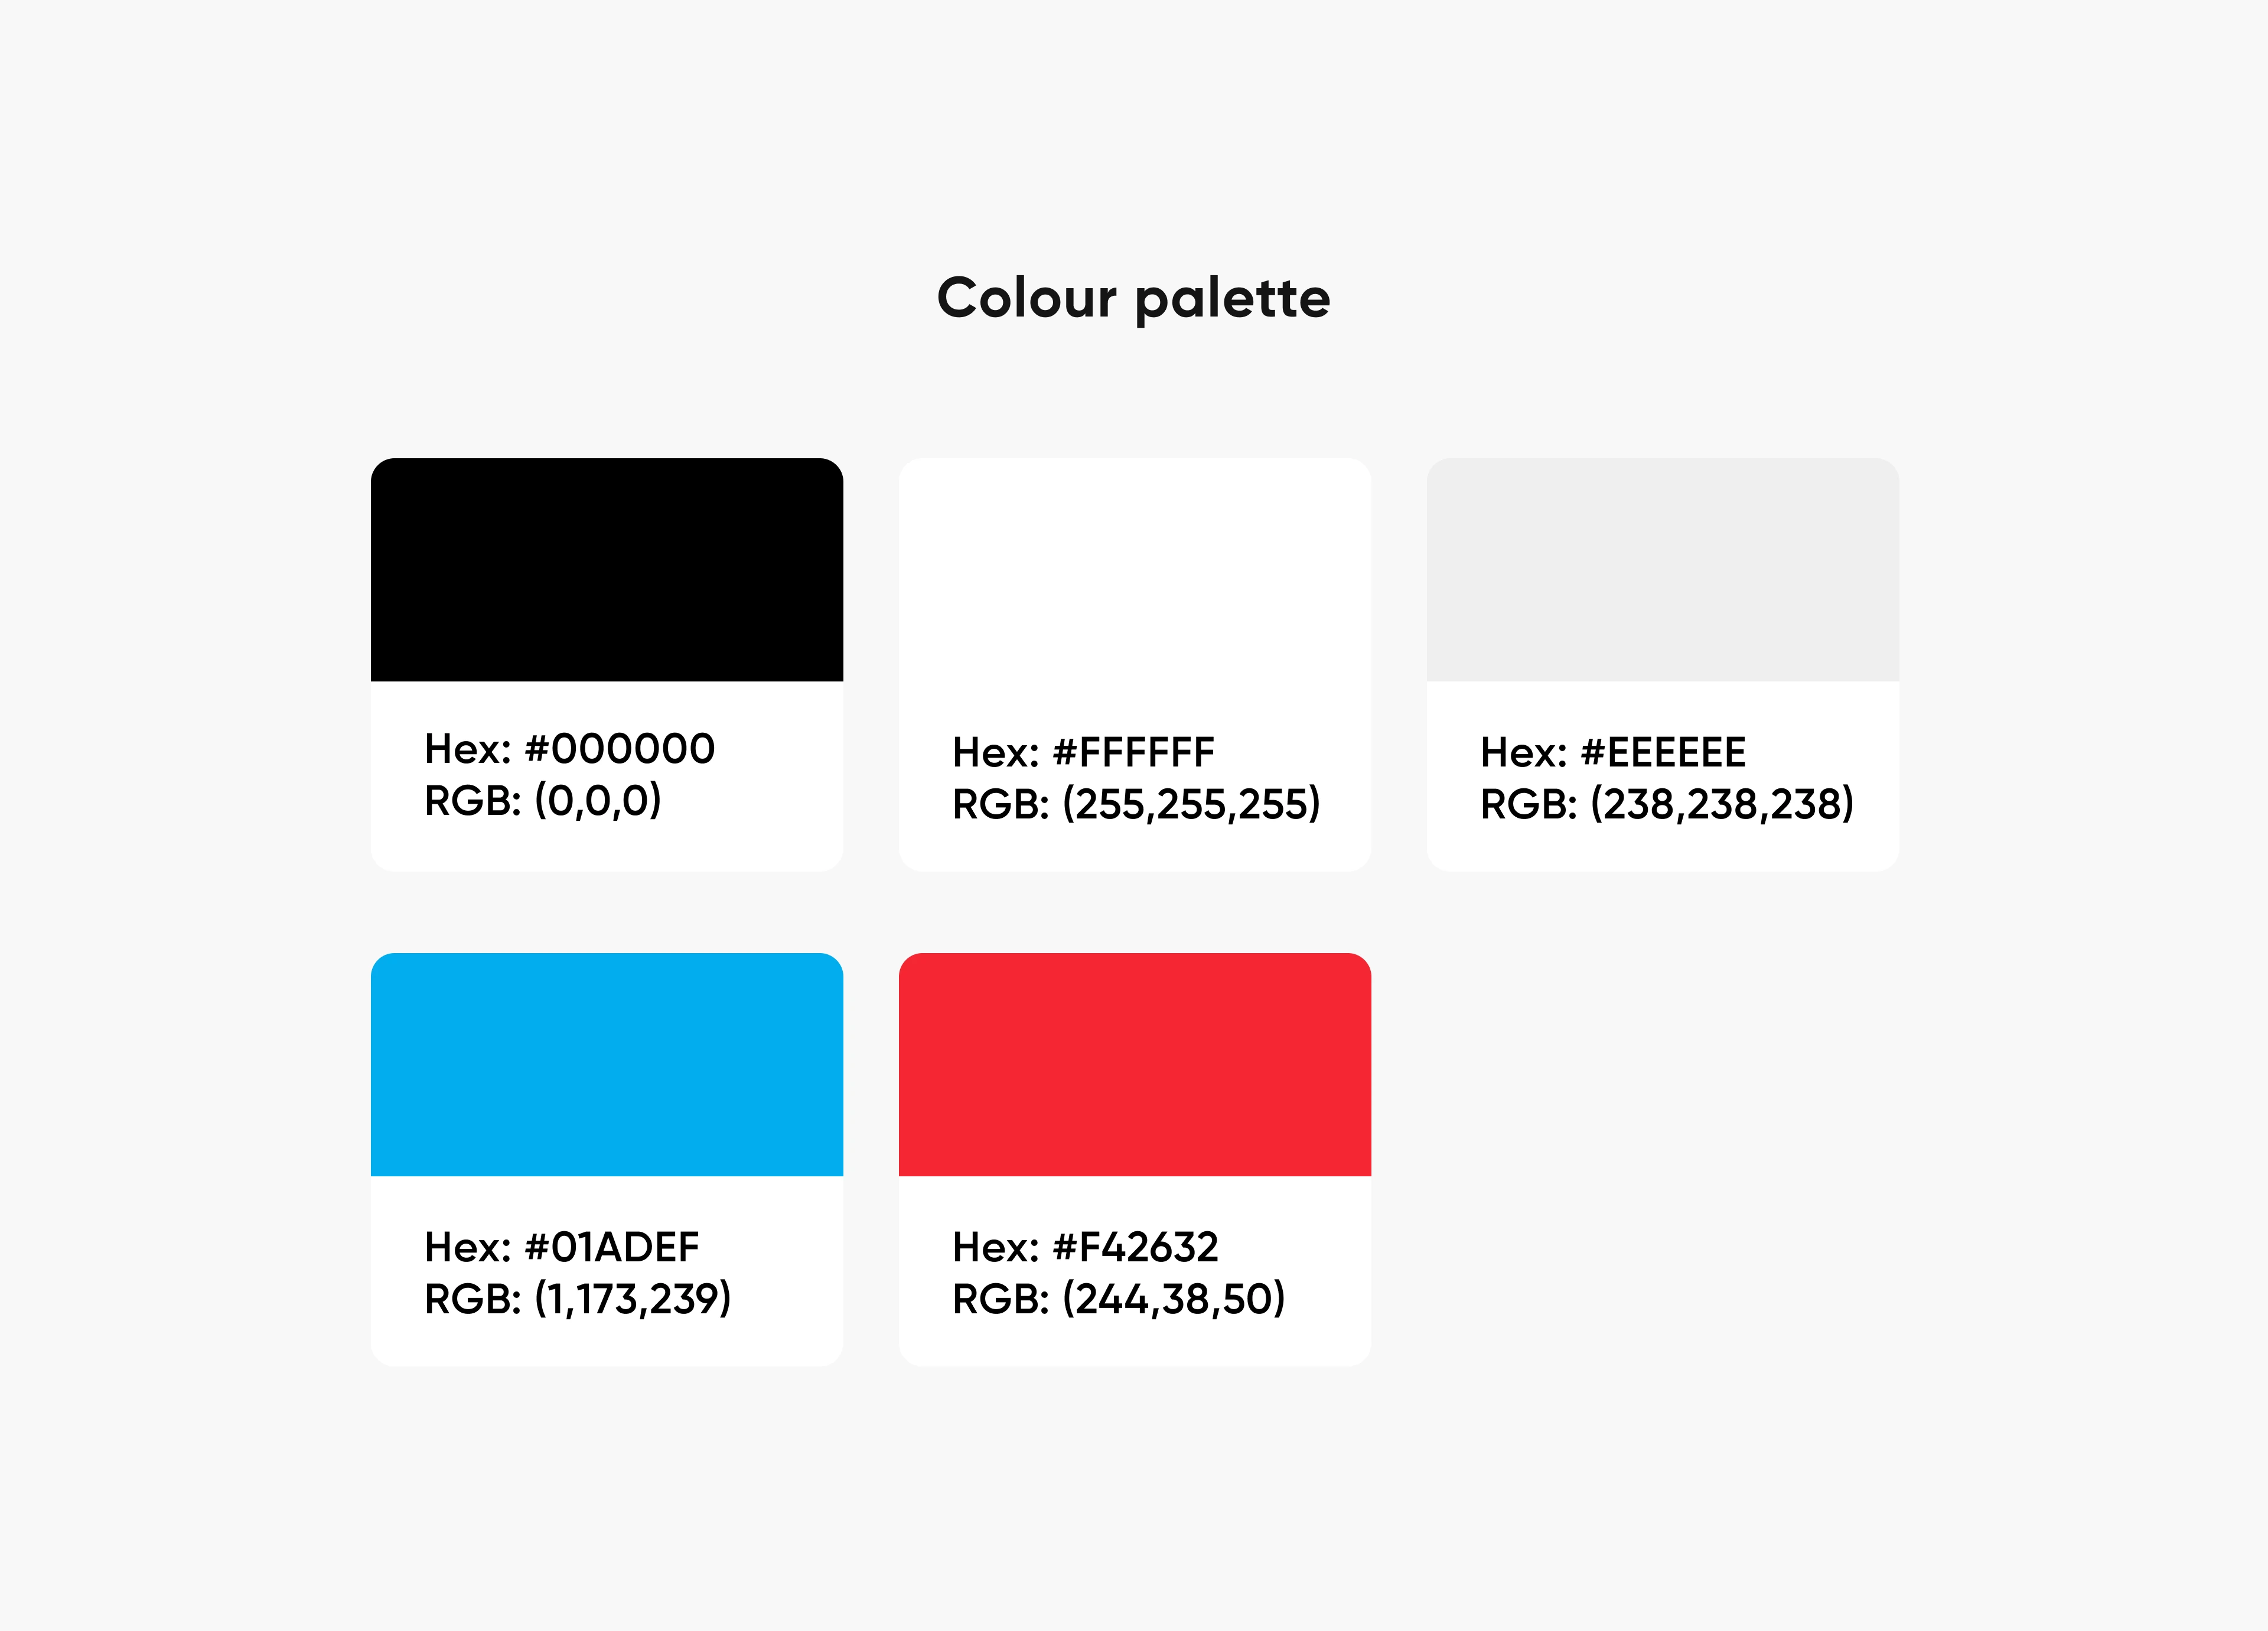 Colour palette
Hex: #000000
RGB: (0,0,0)
Hex: #FFFFFF
RGB: (255,255,255)
Hex: #EEEEEE
RGB: (238,238,238)
Hex: #01ADEF
RGB: (1,173,239)
Hex: #F42632
RGB: (244,38,50)